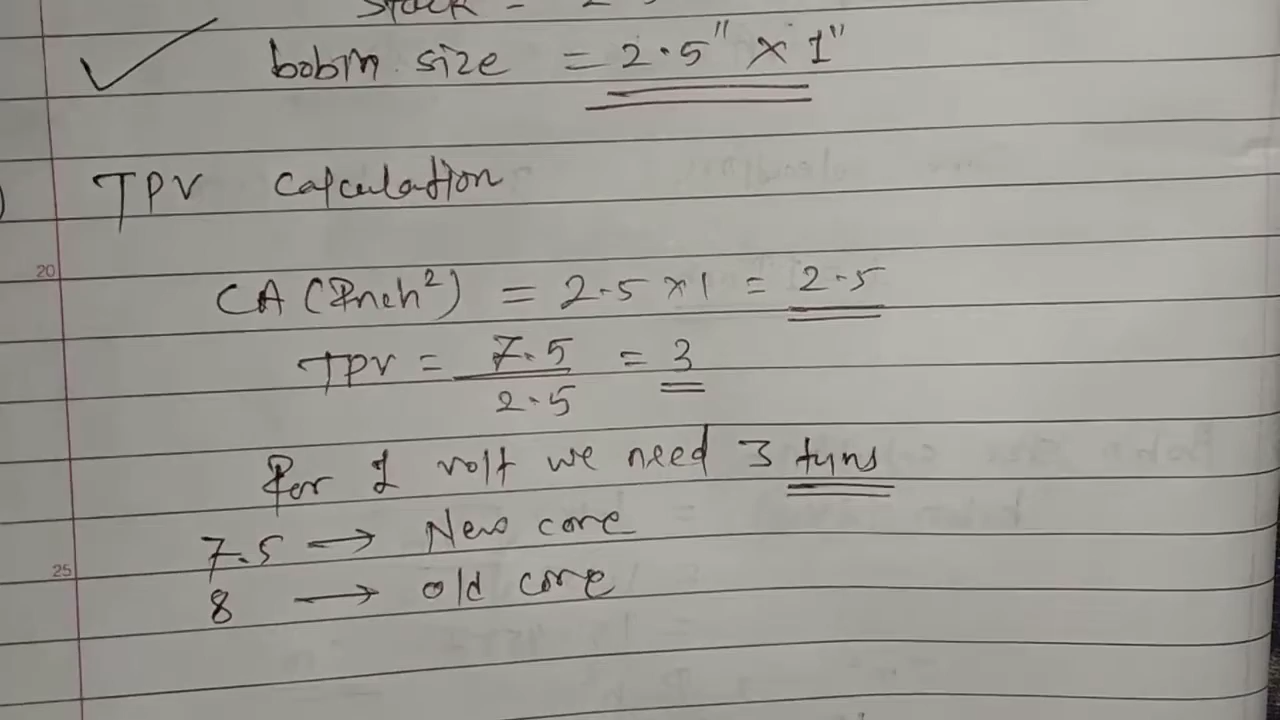 Stack =
bobin size = 2.5" × 1"
TPV Calculation
20
CA (Inch²) = 2.5 × 1 = 2.5
TPV = 7.5 / 2.5 = 3
For 1 volt we need 3 turns
7.5 → New core
25
8 → old core